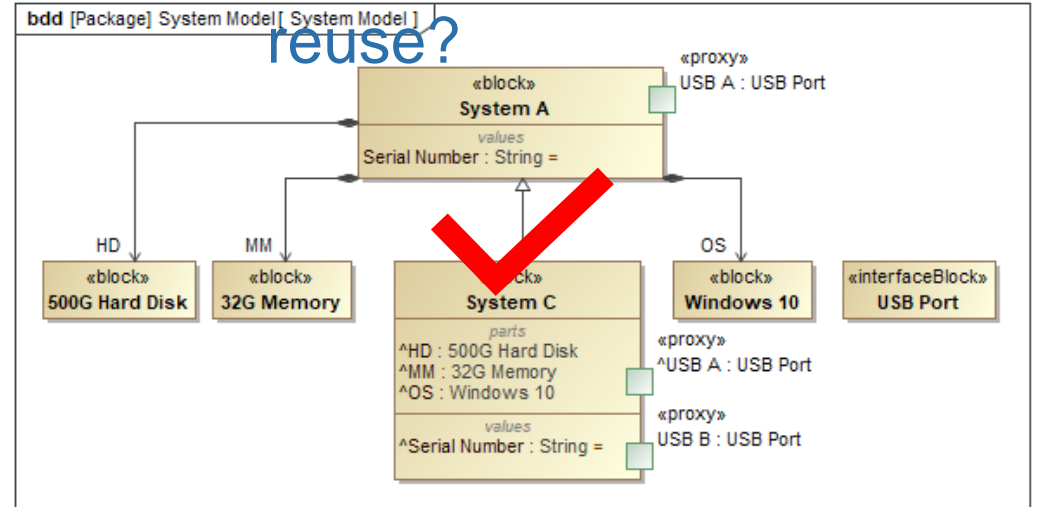 bdd [Package] System Model[ System Model ]
reuse?
«proxy»
USB A : USB Port
«block»
System A
values
Serial Number : String =
HD
MM
OS
«block»
500G Hard Disk
«block»
32G Memory
System C
parts
^HD : 500G Hard Disk
^MM : 32G Memory
^OS : Windows 10
values
^Serial Number : String =
«block»
Windows 10
«interfaceBlock»
USB Port
«proxy»
^USB A : USB Port
«proxy»
USB B : USB Port